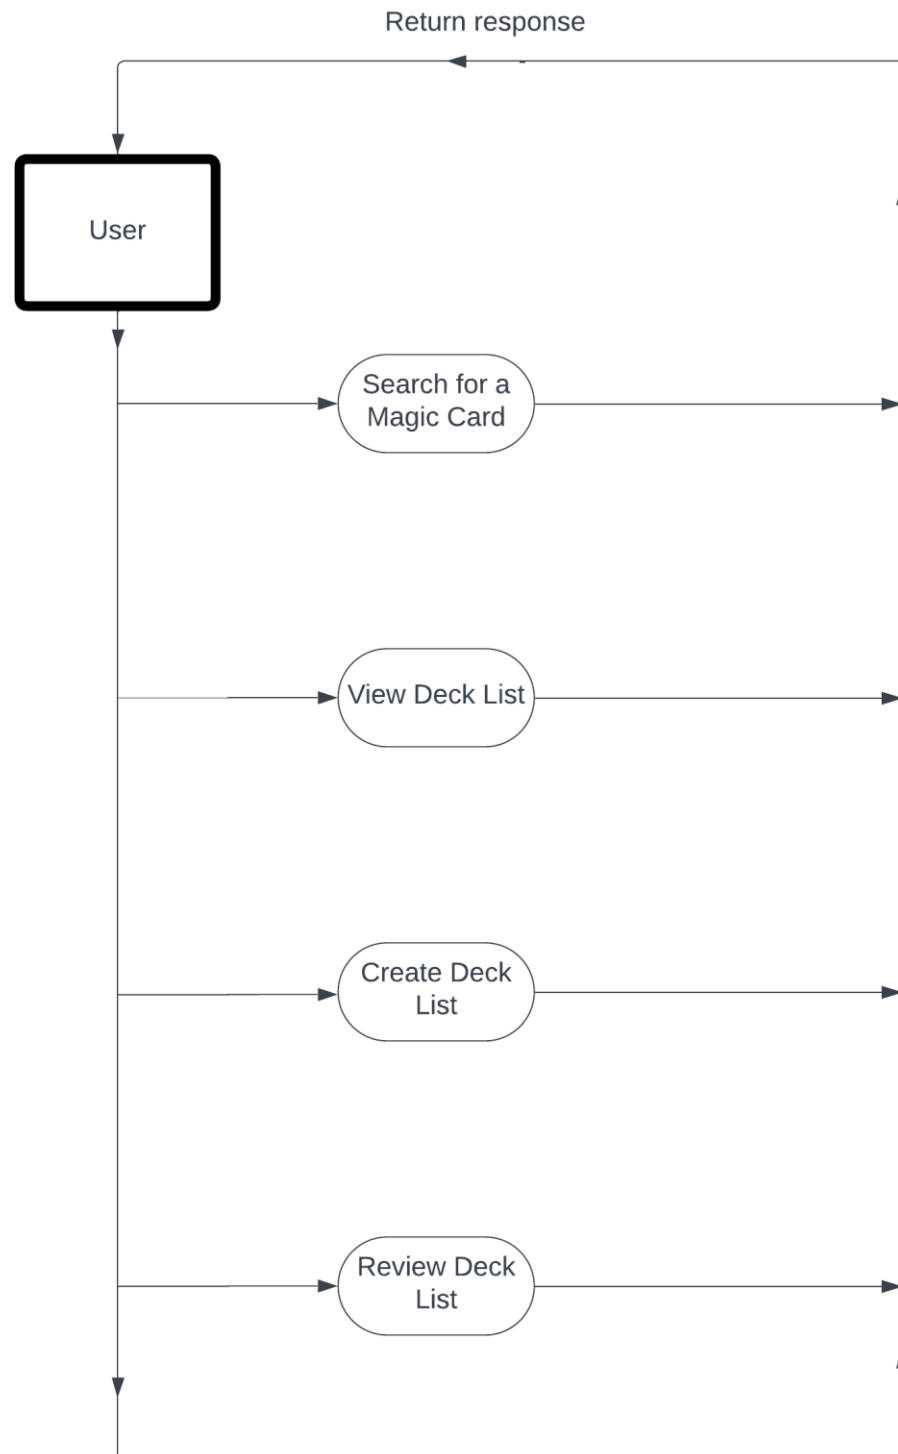 Return response
User
Search for a
Magic Card
View Deck List
Create Deck
List
Review Deck
List